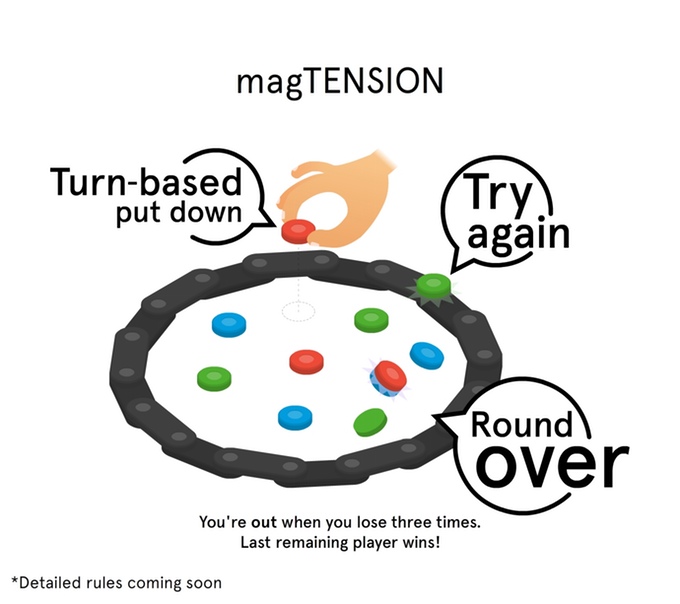 magTENSION
Turn-based
put down
Try
again
Round
over
You're out when you lose three times.
Last remaining player wins!
*Detailed rules coming soon